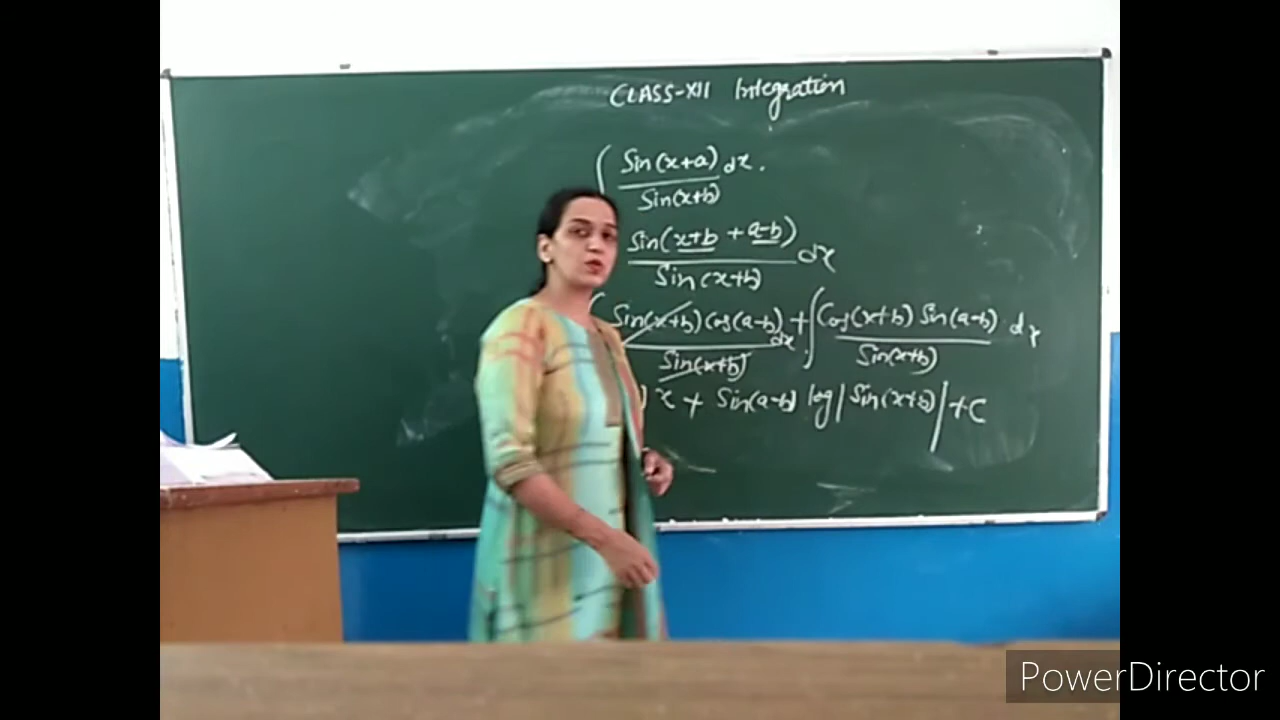 CLASS-XII Integration
∫ Sin(x+a) dx.
Sin(x+b)
Sin(x+b + a-b) dx
Sin(x+b)
∫ Sin(x+b) Cos(a-b) dx + ∫ Cos(x+b) Sin(a-b) dx
Sin(x+b) Sin(x+b)
) x + Sin(a-b) log|Sin(x+b)| + C
PowerDirector